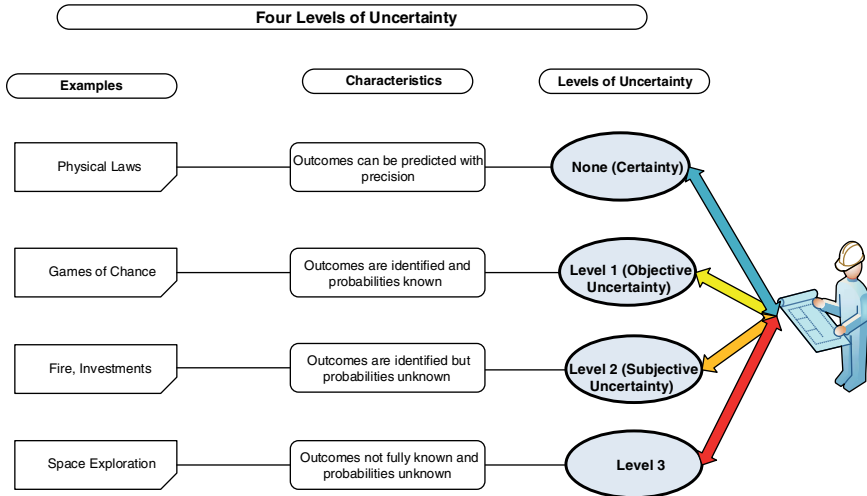 Four Levels of Uncertainty
Examples
Characteristics
Levels of Uncertainty
Physical Laws
Outcomes can be predicted with
precision
None (Certainty)
Games of Chance
Outcomes are identified and
probabilities known
Level 1 (Objective
Uncertainty)
Fire, Investments
Outcomes are identified but
probabilities unknown
Level 2 (Subjective
Uncertainty)
Space Exploration
Outcomes not fully known and
probabilities unknown
Level 3